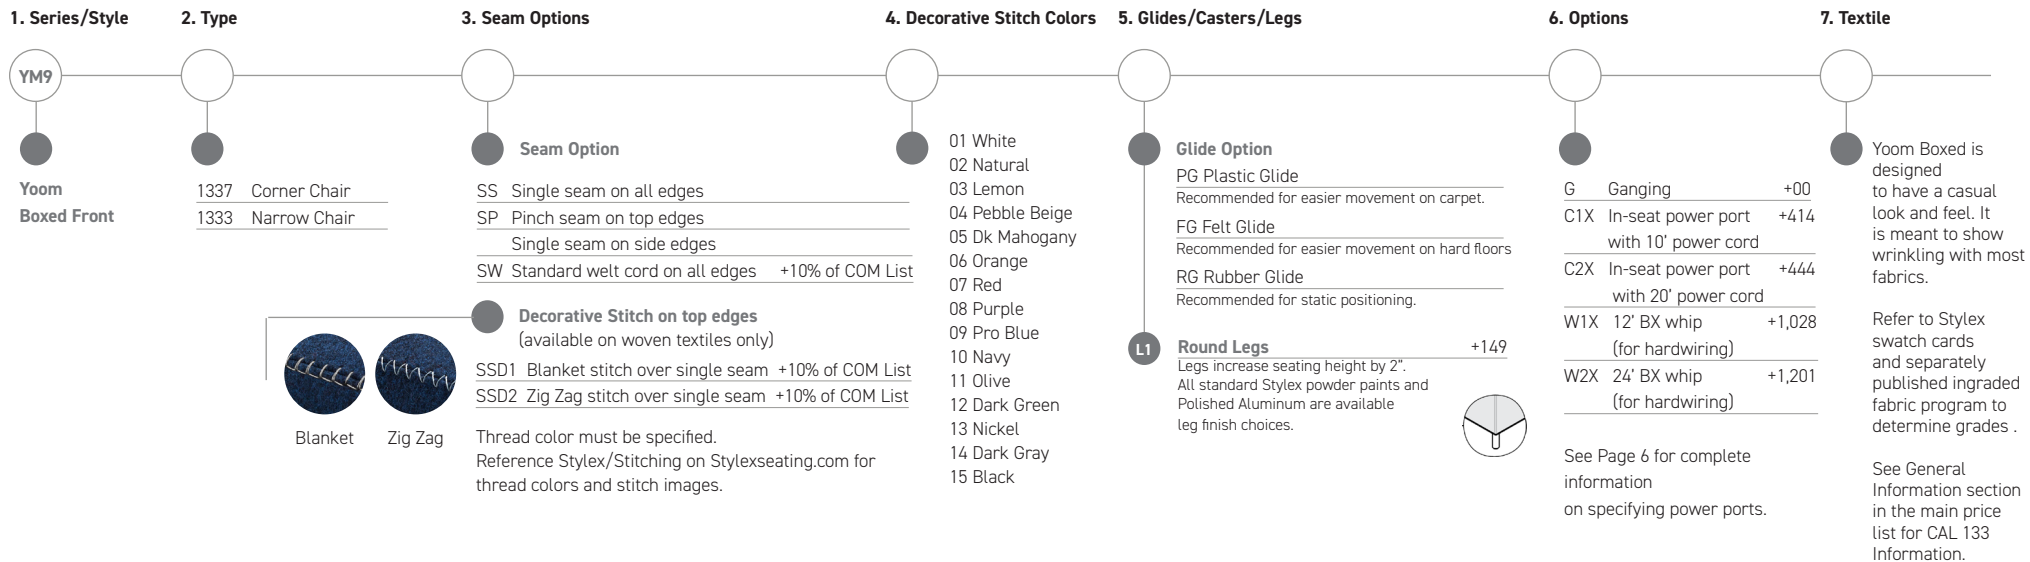 1. Series/Style
2. Type
3. Seam Options
4. Decorative Stitch Colors
5. Glides/Casters/Legs
6. Options
7. Textile
YM9
Yoom
Boxed Front
1337 Corner Chair
1333 Narrow Chair
Seam Option
SS Single seam on all edges
SP Pinch seam on top edges
Single seam on side edges
SW Standard welt cord on all edges +10% of COM List
Decorative Stitch on top edges
(available on woven textiles only)
SSD1 Blanket stitch over single seam +10% of COM List
SSD2 Zig Zag stitch over single seam +10% of COM List
Blanket
Zig Zag
Thread color must be specified.
Reference Stylex/Stitching on Stylexseating.com for
thread colors and stitch images.
01 White
02 Natural
03 Lemon
04 Pebble Beige
05 Dk Mahogany
06 Orange
07 Red
08 Purple
09 Pro Blue
10 Navy
11 Olive
12 Dark Green
13 Nickel
14 Dark Gray
15 Black
Glide Option
PG Plastic Glide
Recommended for easier movement on carpet.
FG Felt Glide
Recommended for easier movement on hard floors
RG Rubber Glide
Recommended for static positioning.
L1
Round Legs +149
Legs increase seating height by 2".
All standard Stylex powder paints and
Polished Aluminum are available
leg finish choices.
G Ganging +00
C1X In-seat power port +414
with 10' power cord
C2X In-seat power port +444
with 20' power cord
W1X 12' BX whip +1,028
(for hardwiring)
W2X 24' BX whip +1,201
(for hardwiring)
See Page 6 for complete
information
on specifying power ports.
Yoom Boxed is
designed
to have a casual
look and feel. It
is meant to show
wrinkling with most
fabrics.
Refer to Stylex
swatch cards
and separately
published ingraded
fabric program to
determine grades .
See General
Information section
in the main price
list for CAL 133
Information.